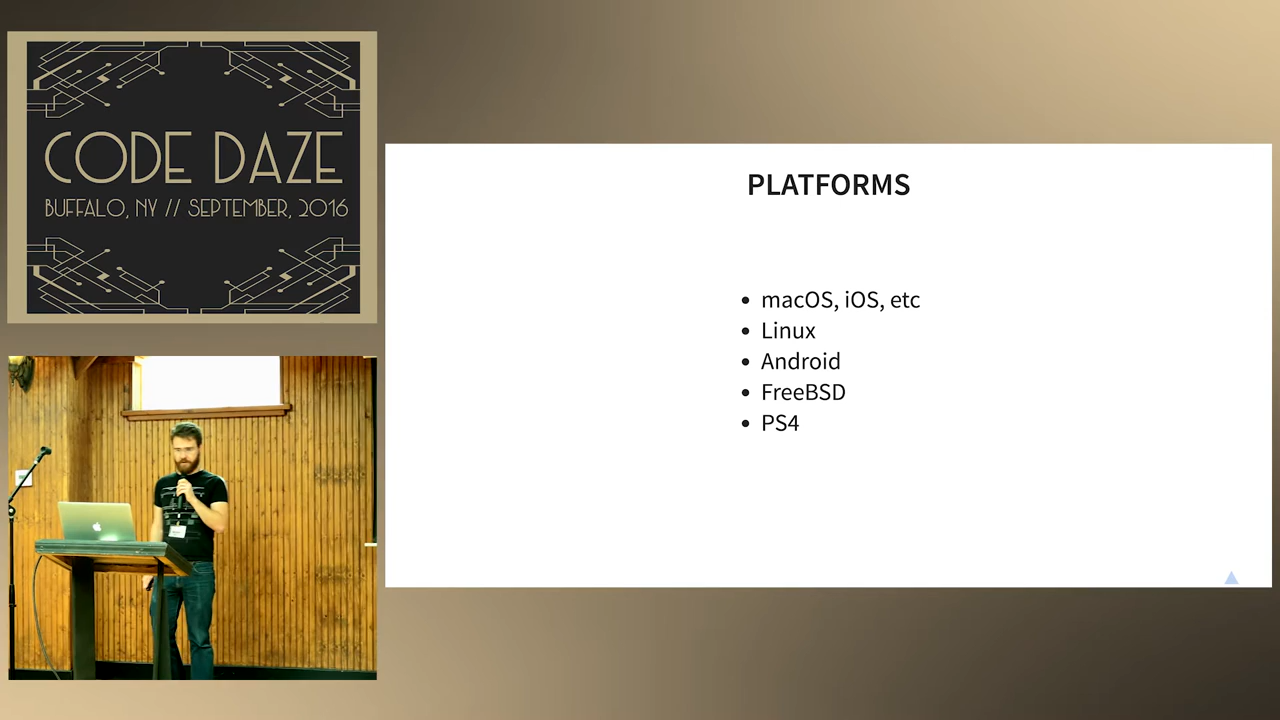 CODE DAZE
BUFFALO, NY // SEPTEMBER, 2016
PLATFORMS
• macOS, iOS, etc
• Linux
• Android
• FreeBSD
• PS4